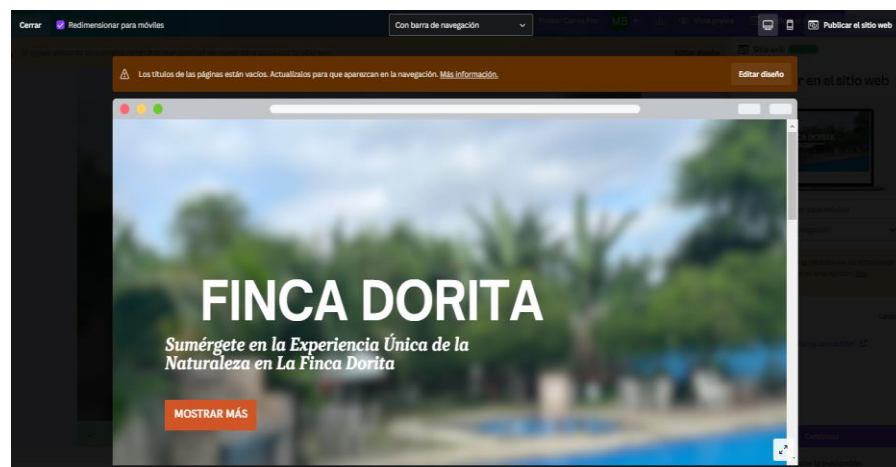 Cerrar
Redimensionar para móviles
Con barra de navegación
Publicar el sitio web
Los títulos de las páginas están vacíos. Actualízalos para que aparezcan en la navegación. Más información.
Editar diseño
FINCA DORITA
Sumérgete en la Experiencia Única de la
Naturaleza en La Finca Dorita
MOSTRAR MÁS